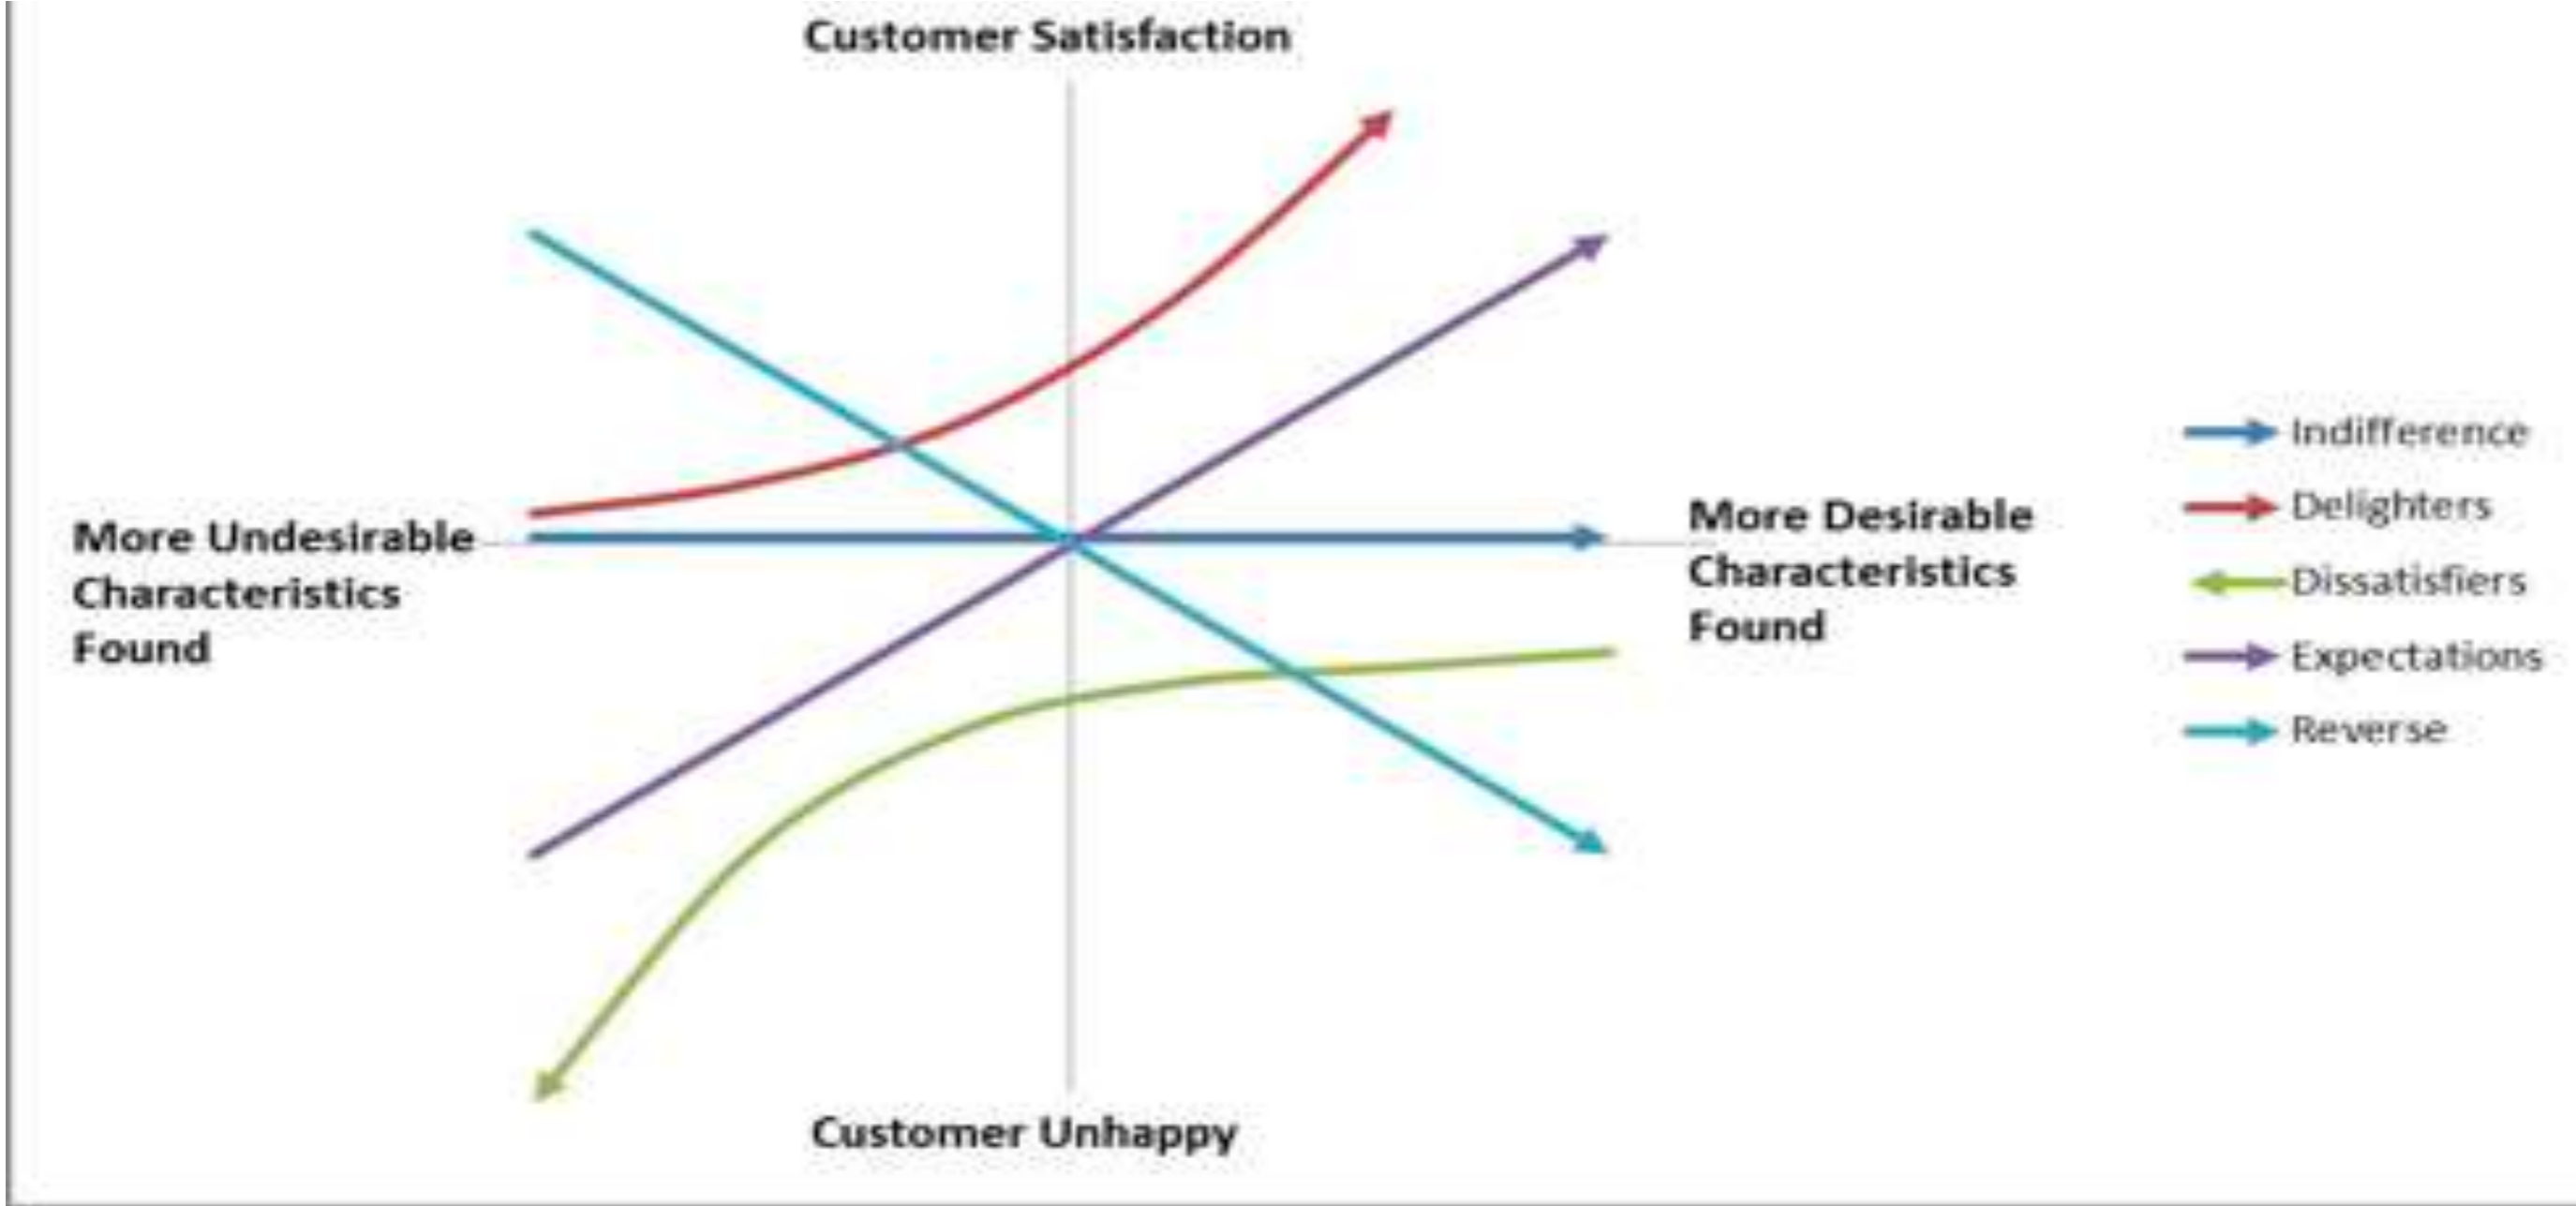 Customer Satisfaction
More Undesirable
Characteristics
Found
More Desirable
Characteristics
Found
Indifference
Delighters
Dissatisfiers
Expectations
Reverse
Customer Unhappy